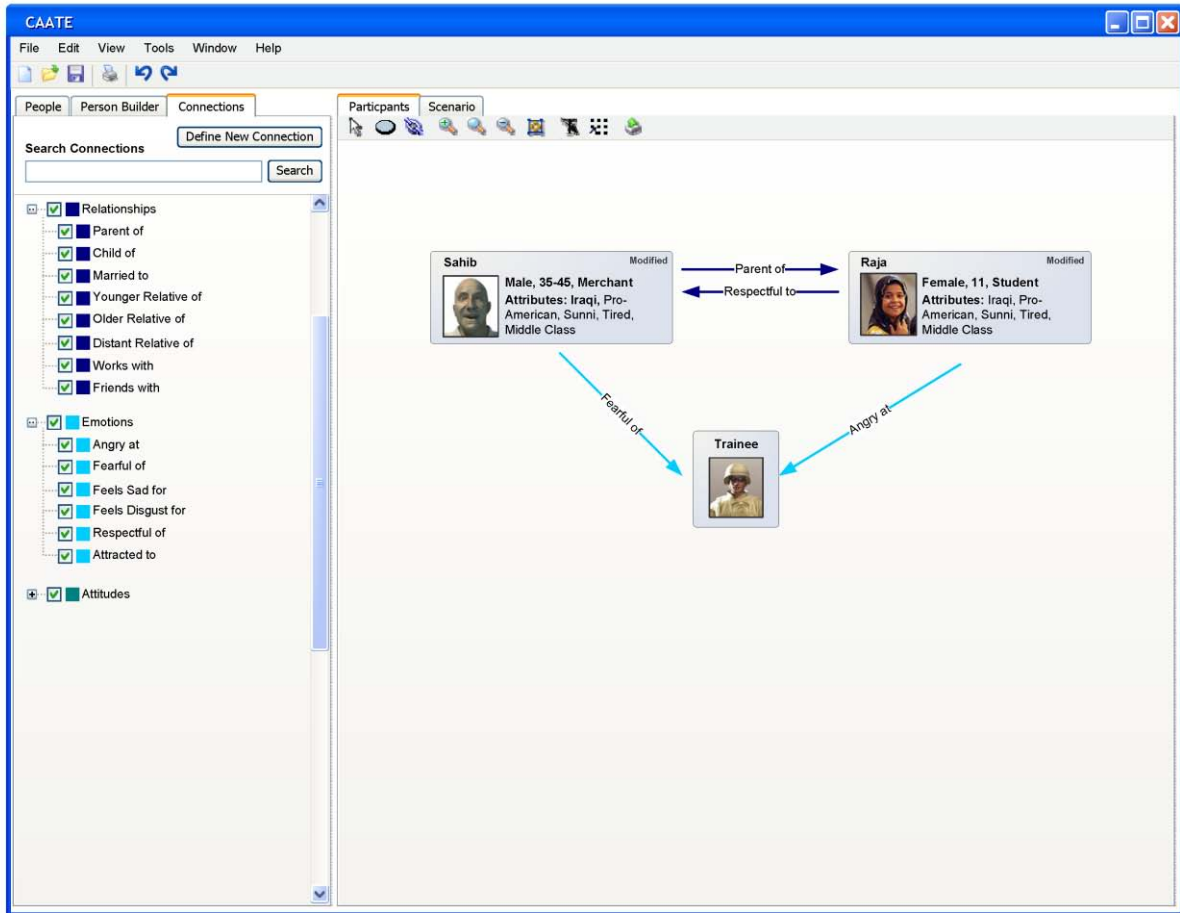 CAATE
File Edit View Tools Window Help
People Person Builder Connections
Define New Connection
Search Connections
Search
Relationships
Parent of
Child of
Married to
Younger Relative of
Older Relative of
Distant Relative of
Works with
Friends with
Emotions
Angry at
Fearful of
Feels Sad for
Feels Disgust for
Respectful of
Attracted to
Attitudes
Particpants Scenario
Sahib Modified
Male, 35-45, Merchant
Attributes: Iraqi, Pro-
American, Sunni, Tired,
Middle Class
Parent of
Respectful to
Raja Modified
Female, 11, Student
Attributes: Iraqi, Pro-
American, Sunni, Tired,
Middle Class
Fearful of
Angry at
Trainee